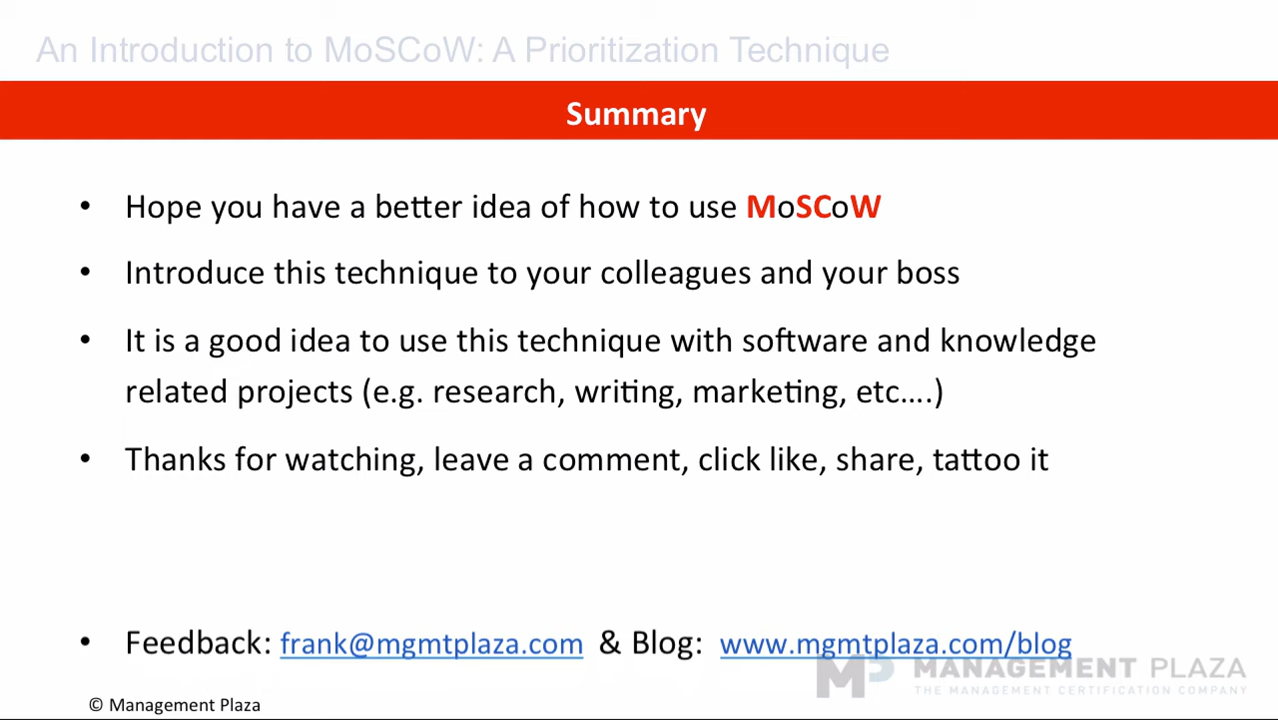 An Introduction to MoSCoW: A Prioritization Technique
Summary
• Hope you have a better idea of how to use MoSCoW
• Introduce this technique to your colleagues and your boss
• It is a good idea to use this technique with software and knowledge
related projects (e.g. research, writing, marketing, etc....)
• Thanks for watching, leave a comment, click like, share, tattoo it
• Feedback: frank@mgmtplaza.com & Blog: www.mgmtplaza.com/blog
MP MANAGEMENT PLAZA
THE MANAGEMENT CERTIFICATION COMPANY
© Management Plaza